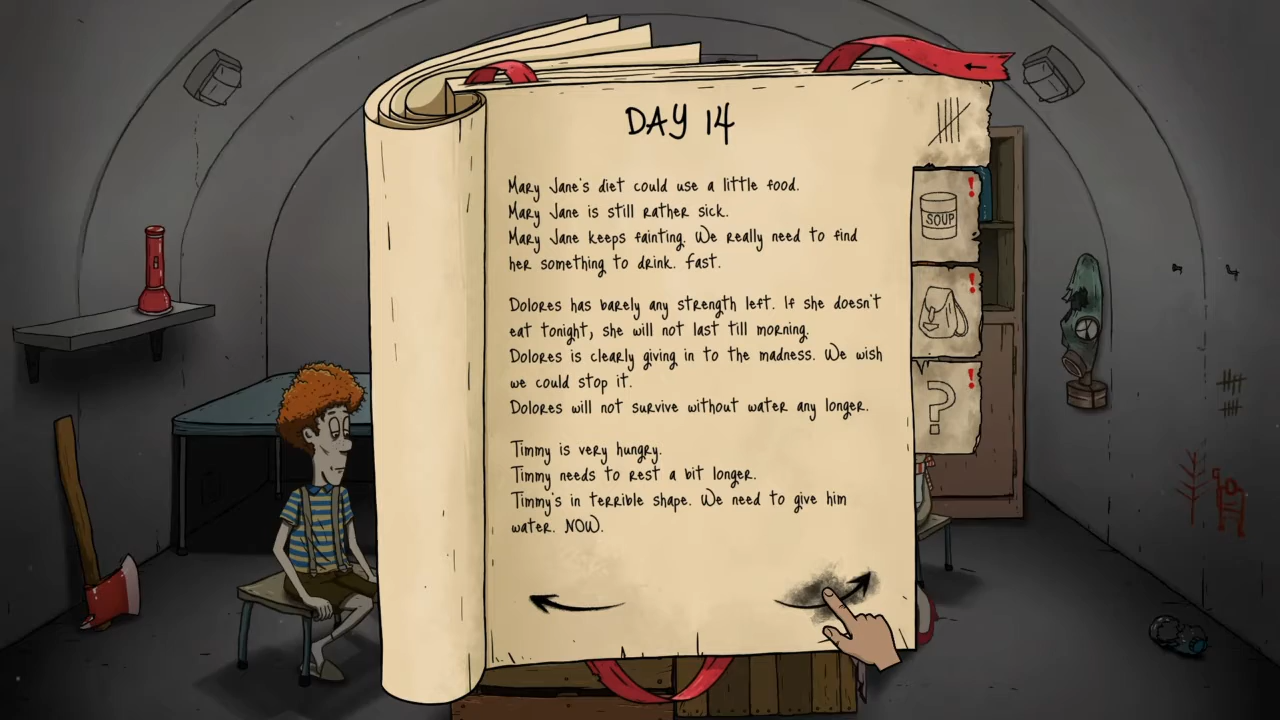 DAY 14
Mary Jane's diet could use a little food.
Mary Jane is still rather sick.
Mary Jane keeps fainting. We really need to find
her something to drink. fast.
Dolores has barely any strength left. If she doesn't
eat tonight, she will not last till morning.
Dolores is clearly giving in to the madness. We wish
we could stop it.
Dolores will not survive without water any longer.
Timmy is very hungry.
Timmy needs to rest a bit longer.
Timmy's in terrible shape. We need to give him
water. NOW.
!
SOUP
!
!
?